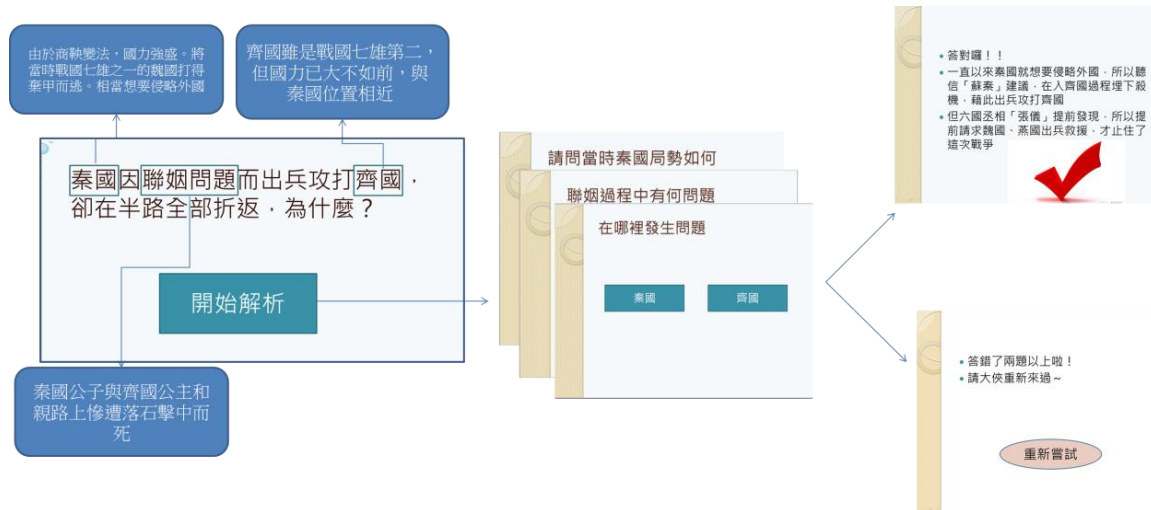 由於商鞅變法，國力強盛。將
當時戰國七雄之一的魏國打得
棄甲而逃。相當想要侵略外國
齊國雖是戰國七雄第二，
但國力已大不如前，與
秦國位置相近
秦國因聯姻問題而出兵攻打齊國，
卻在半路全部折返，為什麼？
開始解析
秦國公子與齊國公主和
親路上慘遭落石擊中而
死
請問當時秦國局勢如何
聯姻過程中有何問題
在哪裡發生問題
秦國
齊國
• 答對囉！！
• 一直以來秦國就想要侵略外國，所以聽
信「蘇秦」建議，在入齊國過程埋下殺
機，藉此出兵攻打齊國
• 但六國丞相「張儀」提前發現，所以提
前請求魏國、燕國出兵救援，才止住了
這次戰爭
• 答錯了兩題以上啦！
• 請大俠重新來過～
重新嘗試